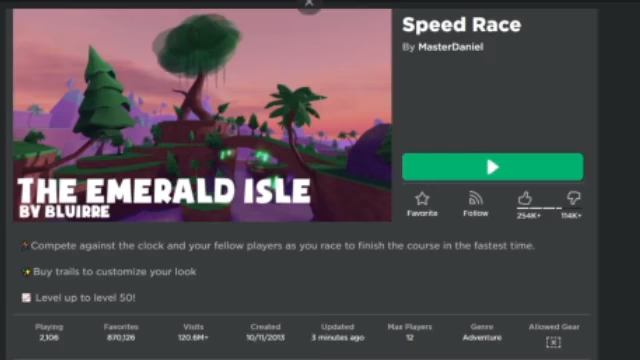 Speed Race
By MasterDaniel
THE EMERALD ISLE
BY BLUIRRE
Favorite
Follow
254K+
114K+
Compete against the clock and your fellow players as you race to finish the course in the fastest time.
Buy trails to customize your look
Level up to level 50!
Playing Favorites Visits Created Updated Max Players Genre Allowed Gear
2,106 870,126 120.6M+ 10/11/2013 3 minutes ago 12 Adventure